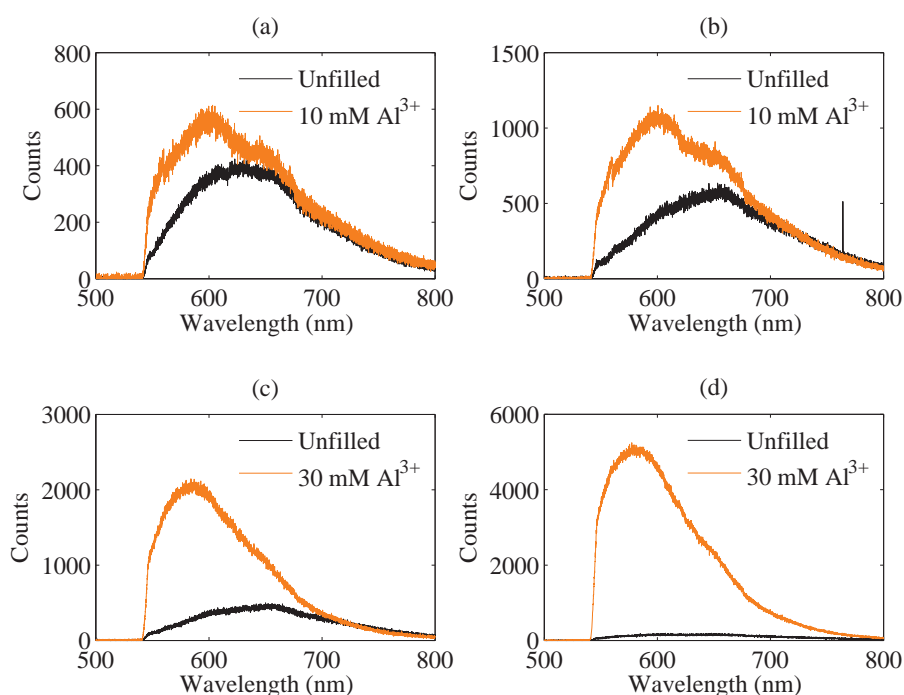 (a)
800
600
400
200
0
Counts
Unfilled
10 mM Al3+
500 600 700 800
Wavelength (nm)
(b)
1500
1000
500
0
Counts
Unfilled
10 mM Al3+
500 600 700 800
Wavelength (nm)
(c)
3000
2000
1000
0
Counts
Unfilled
30 mM Al3+
500 600 700 800
Wavelength (nm)
(d)
6000
4000
2000
0
Counts
Unfilled
30 mM Al3+
500 600 700 800
Wavelength (nm)